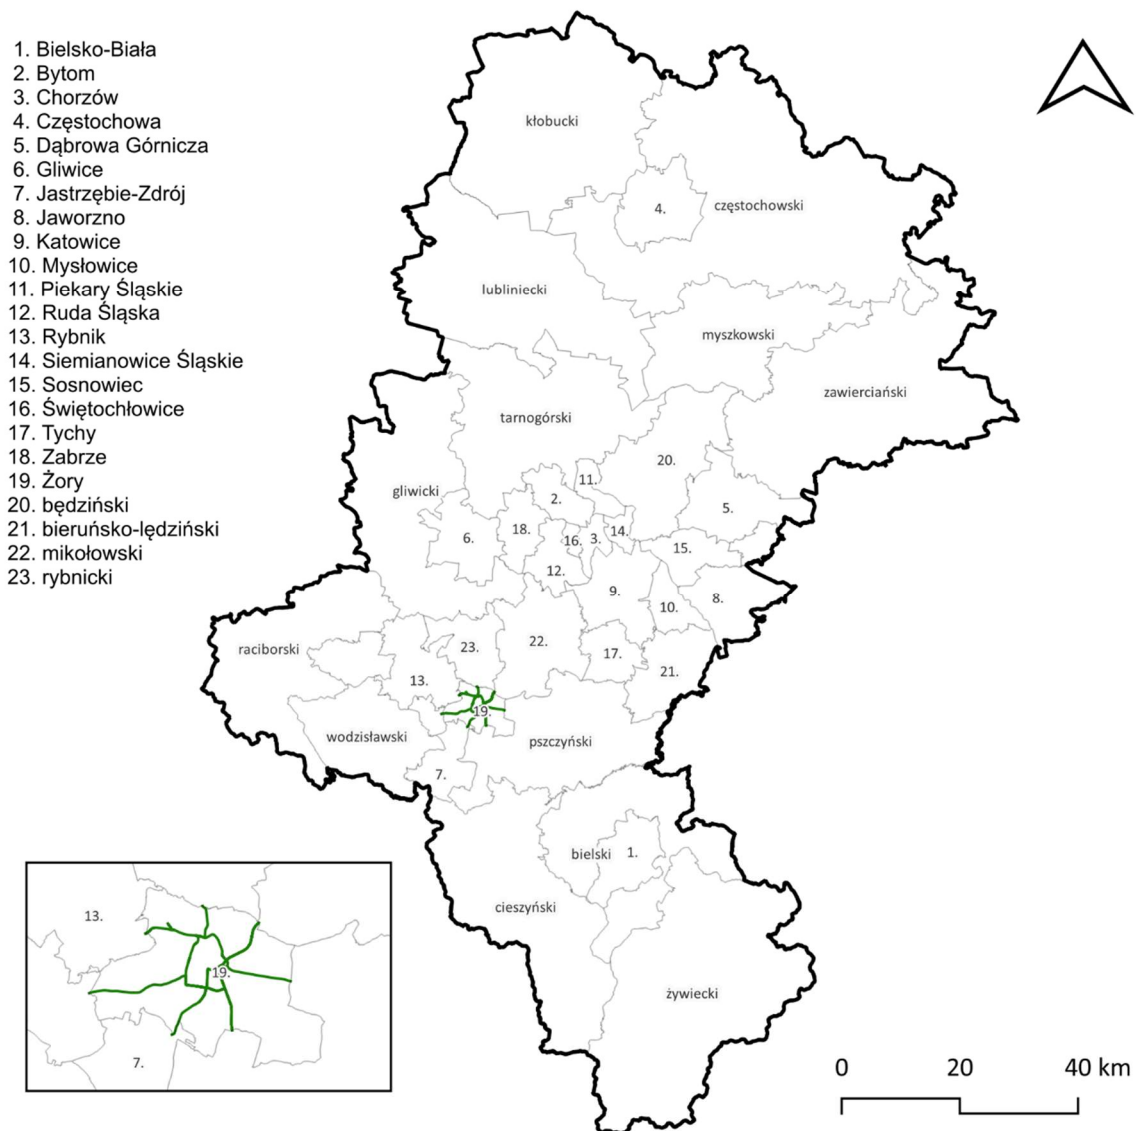 1. Bielsko-Biała
2. Bytom
3. Chorzów
4. Częstochowa
5. Dąbrowa Górnicza
6. Gliwice
7. Jastrzębie-Zdrój
8. Jaworzno
9. Katowice
10. Mysłowice
11. Piekary Śląskie
12. Ruda Śląska
13. Rybnik
14. Siemianowice Śląskie
15. Sosnowiec
16. Świętochłowice
17. Tychy
18. Zabrze
19. Żory
20. będziński
21. bieruńsko-lędziński
22. mikołowski
23. rybnicki
kłobucki
4.
częstochowski
lubliniecki
myszkowski
zawierciański
tarnogórski
20.
11.
gliwicki
2.
5.
6.
18.
16.
3.
14.
15.
12.
9.
10.
8.
raciborski
23.
22.
17.
21.
13.
19.
wodzisławski
pszczyński
7.
bielski
1.
cieszyński
żywiecki
13.
19.
7.
0 20 40 km